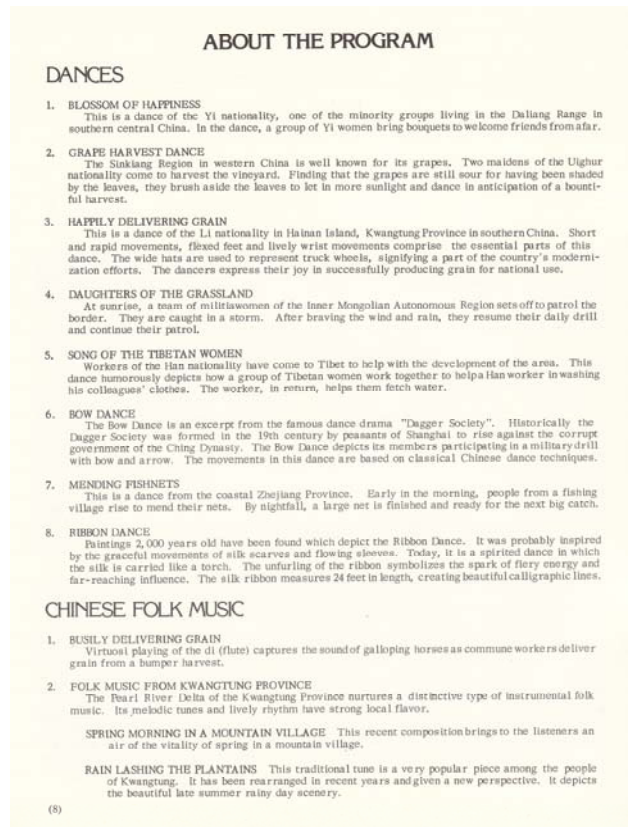 ABOUT THE PROGRAM
DANCES
1. BLOSSOM OF HAPPINESS
This is a dance of the Yi nationality, one of the minority groups living in the Daliang Range in
southern central China. In the dance, a group of Yi women bring bouquets to welcome friends from afar.
2. GRAPE HARVEST DANCE
The Sinkiang Region in western China is well known for its grapes. Two maidens of the Uighur
nationality come to harvest the vineyard. Finding that the grapes are still sour for having been shaded
by the leaves, they brush aside the leaves to let in more sunlight and dance in anticipation of a bounti-
ful harvest.
3. HAPPILY DELIVERING GRAIN
This is a dance of the Li nationality in Hainan Island, Kwangtung Province in southern China. Short
and rapid movements, flexed feet and lively wrist movements comprise the essential parts of this
dance. The wide hats are used to represent truck wheels, signifying a part of the country's moderni-
zation efforts. The dancers express their joy in successfully producing grain for national use.
4. DAUGHTERS OF THE GRASSLAND
At sunrise, a team of militiawomen of the Inner Mongolian Autonomous Region sets off to patrol the
border. They are caught in a storm. After braving the wind and rain, they resume their daily drill
and continue their patrol.
5. SONG OF THE TIBETAN WOMEN
Workers of the Han nationality have come to Tibet to help with the development of the area. This
dance humorously depicts how a group of Tibetan women work together to help a Han worker in washing
his colleagues' clothes. The worker, in return, helps them fetch water.
6. BOW DANCE
The Bow Dance is an excerpt from the famous dance drama "Dagger Society". Historically the
Dagger Society was formed in the 19th century by peasants of Shanghai to rise against the corrupt
government of the Ching Dynasty. The Bow Dance depicts its members participating in a military drill
with bow and arrow. The movements in this dance are based on classical Chinese dance techniques.
7. MENDING FISHNETS
This is a dance from the coastal Zhejiang Province. Early in the morning, people from a fishing
village rise to mend their nets. By nightfall, a large net is finished and ready for the next big catch.
8. RIBBON DANCE
Paintings 2,000 years old have been found which depict the Ribbon Dance. It was probably inspired
by the graceful movements of silk scarves and flowing sleeves. Today, it is a spirited dance in which
the silk is carried like a torch. The unfurling of the ribbon symbolizes the spark of fiery energy and
far-reaching influence. The silk ribbon measures 24 feet in length, creating beautiful calligraphic lines.
CHINESE FOLK MUSIC
1. BUSILY DELIVERING GRAIN
Virtuosi playing of the di (flute) captures the sound of galloping horses as commune workers deliver
grain from a bumper harvest.
2. FOLK MUSIC FROM KWANGTUNG PROVINCE
The Pearl River Delta of the Kwangtung Province nurtures a distinctive type of instrumental folk
music. Its melodic tunes and lively rhythm have strong local flavor.
SPRING MORNING IN A MOUNTAIN VILLAGE This recent composition brings to the listeners an
air of the vitality of spring in a mountain village.
RAIN LASHING THE PLANTAINS This traditional tune is a very popular piece among the people
of Kwangtung. It has been rearranged in recent years and given a new perspective. It depicts
the beautiful late summer rainy day scenery.
(8)